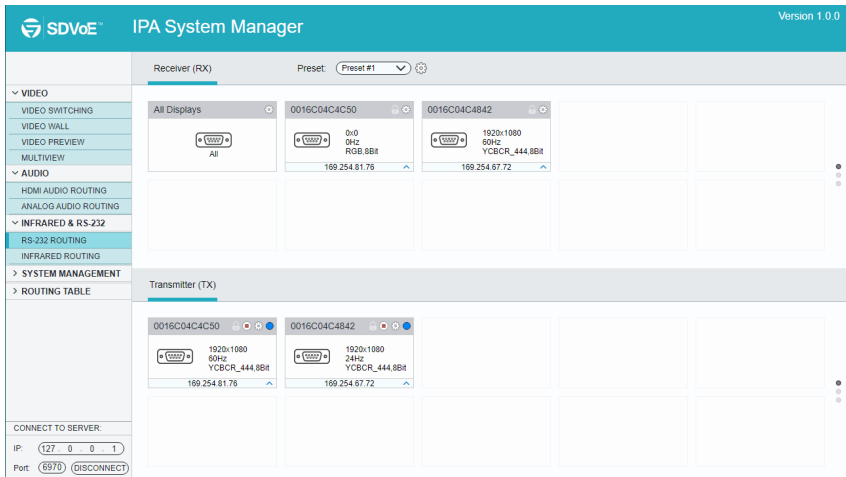 SDVoE™ IPA System Manager Version 1.0.0
Receiver (RX) Preset: Preset #1
VIDEO
VIDEO SWITCHING
VIDEO WALL
VIDEO PREVIEW
MULTIVIEW
AUDIO
HDMI AUDIO ROUTING
ANALOG AUDIO ROUTING
INFRARED & RS-232
RS-232 ROUTING
INFRARED ROUTING
SYSTEM MANAGEMENT
ROUTING TABLE
CONNECT TO SERVER:
IP: 127 . 0 . 0 . 1
Port: 6970 DISCONNECT
All Displays
All
0016C04C4C50
0x0
0Hz
RGB,8Bit
169.254.81.76
0016C04C4842
1920x1080
60Hz
YCBCR_444,8Bit
169.254.67.72
Transmitter (TX)
0016C04C4C50
1920x1080
60Hz
YCBCR_444,8Bit
169.254.81.76
0016C04C4842
1920x1080
24Hz
YCBCR_444,8Bit
169.254.67.72